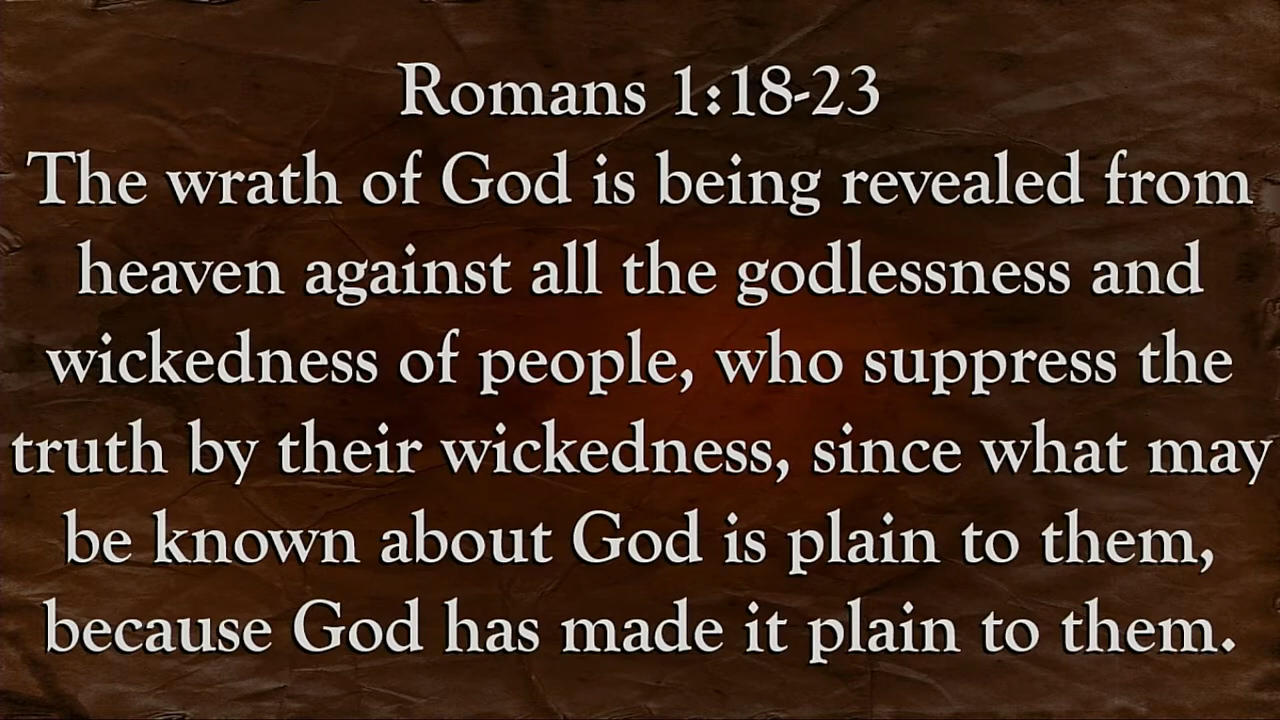 Romans 1:18-23
The wrath of God is being revealed from
heaven against all the godlessness and
wickedness of people, who suppress the
truth by their wickedness, since what may
be known about God is plain to them,
because God has made it plain to them.